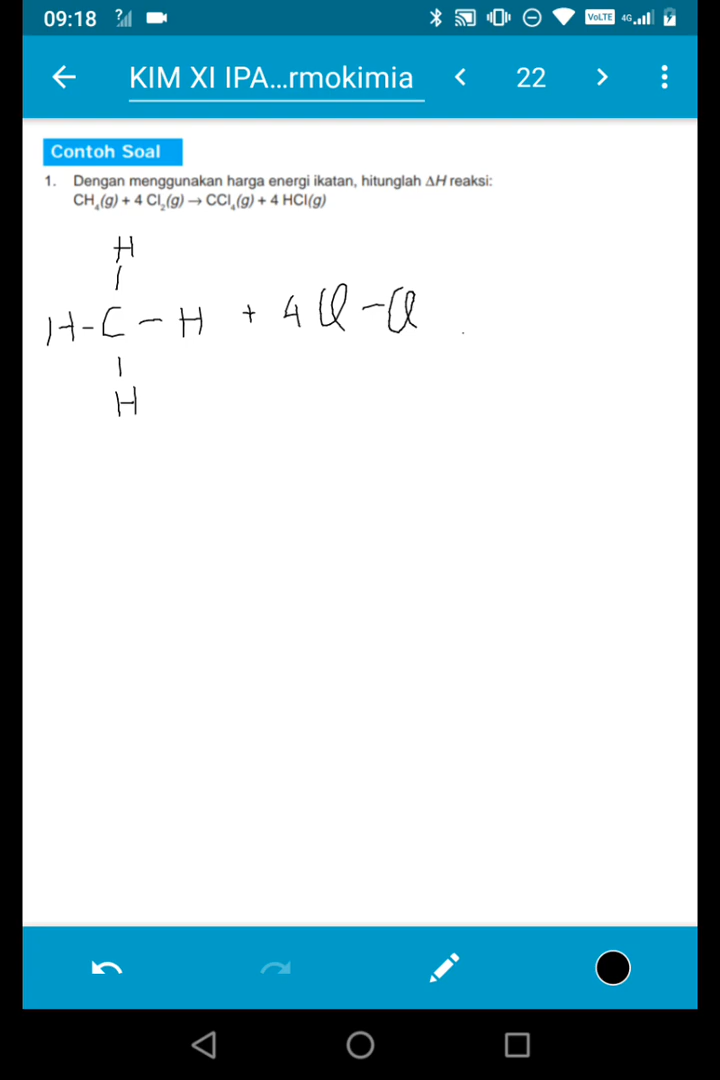 09:18 ? VoLTE 4G
KIM XI IPA...rmokimia 22
Contoh Soal
1. Dengan menggunakan harga energi ikatan, hitunglah ΔH reaksi:
CH₄(g) + 4 Cl₂(g) → CCl₄(g) + 4 HCl(g)
H
|
H-C-H + 4 Cl-Cl
|
H